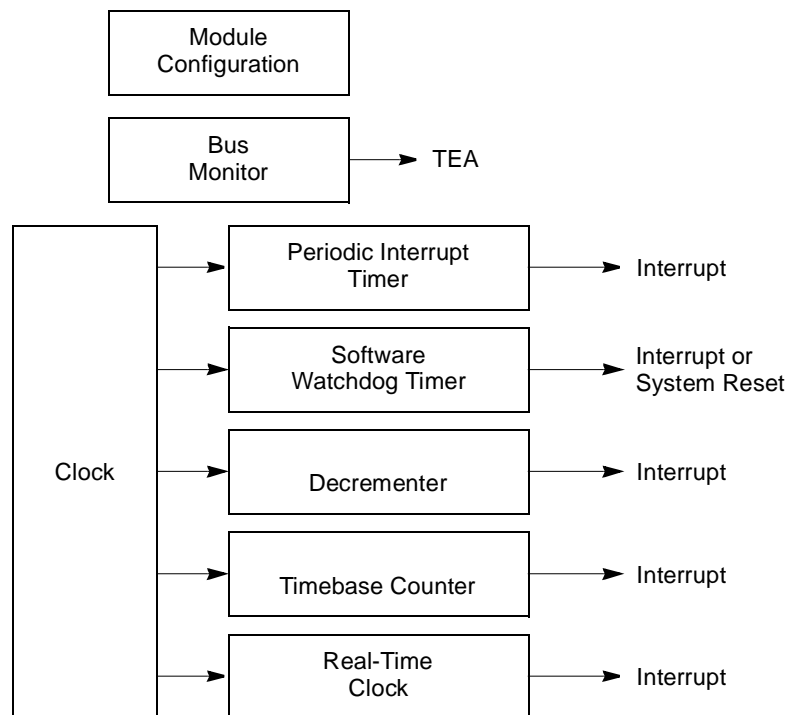 Module
Configuration
Bus
Monitor
TEA
Clock
Periodic Interrupt
Timer
Interrupt
Software
Watchdog Timer
Interrupt or
System Reset
Decrementer
Interrupt
Timebase Counter
Interrupt
Real-Time
Clock
Interrupt